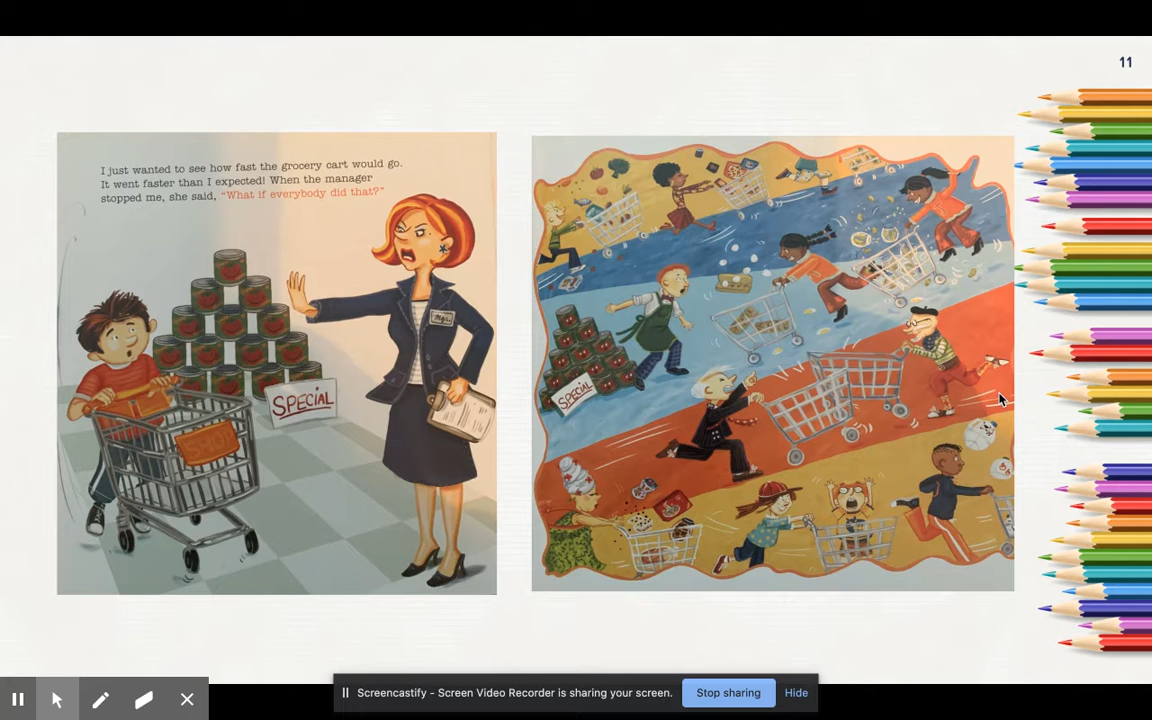 11
I just wanted to see how fast the grocery cart would go.
It went faster than I expected! When the manager
stopped me, she said, "What if everybody did that?"
Mgr.
SPECIAL
SHOP
SPECIAL
Screencastify - Screen Video Recorder is sharing your screen.
Stop sharing
Hide